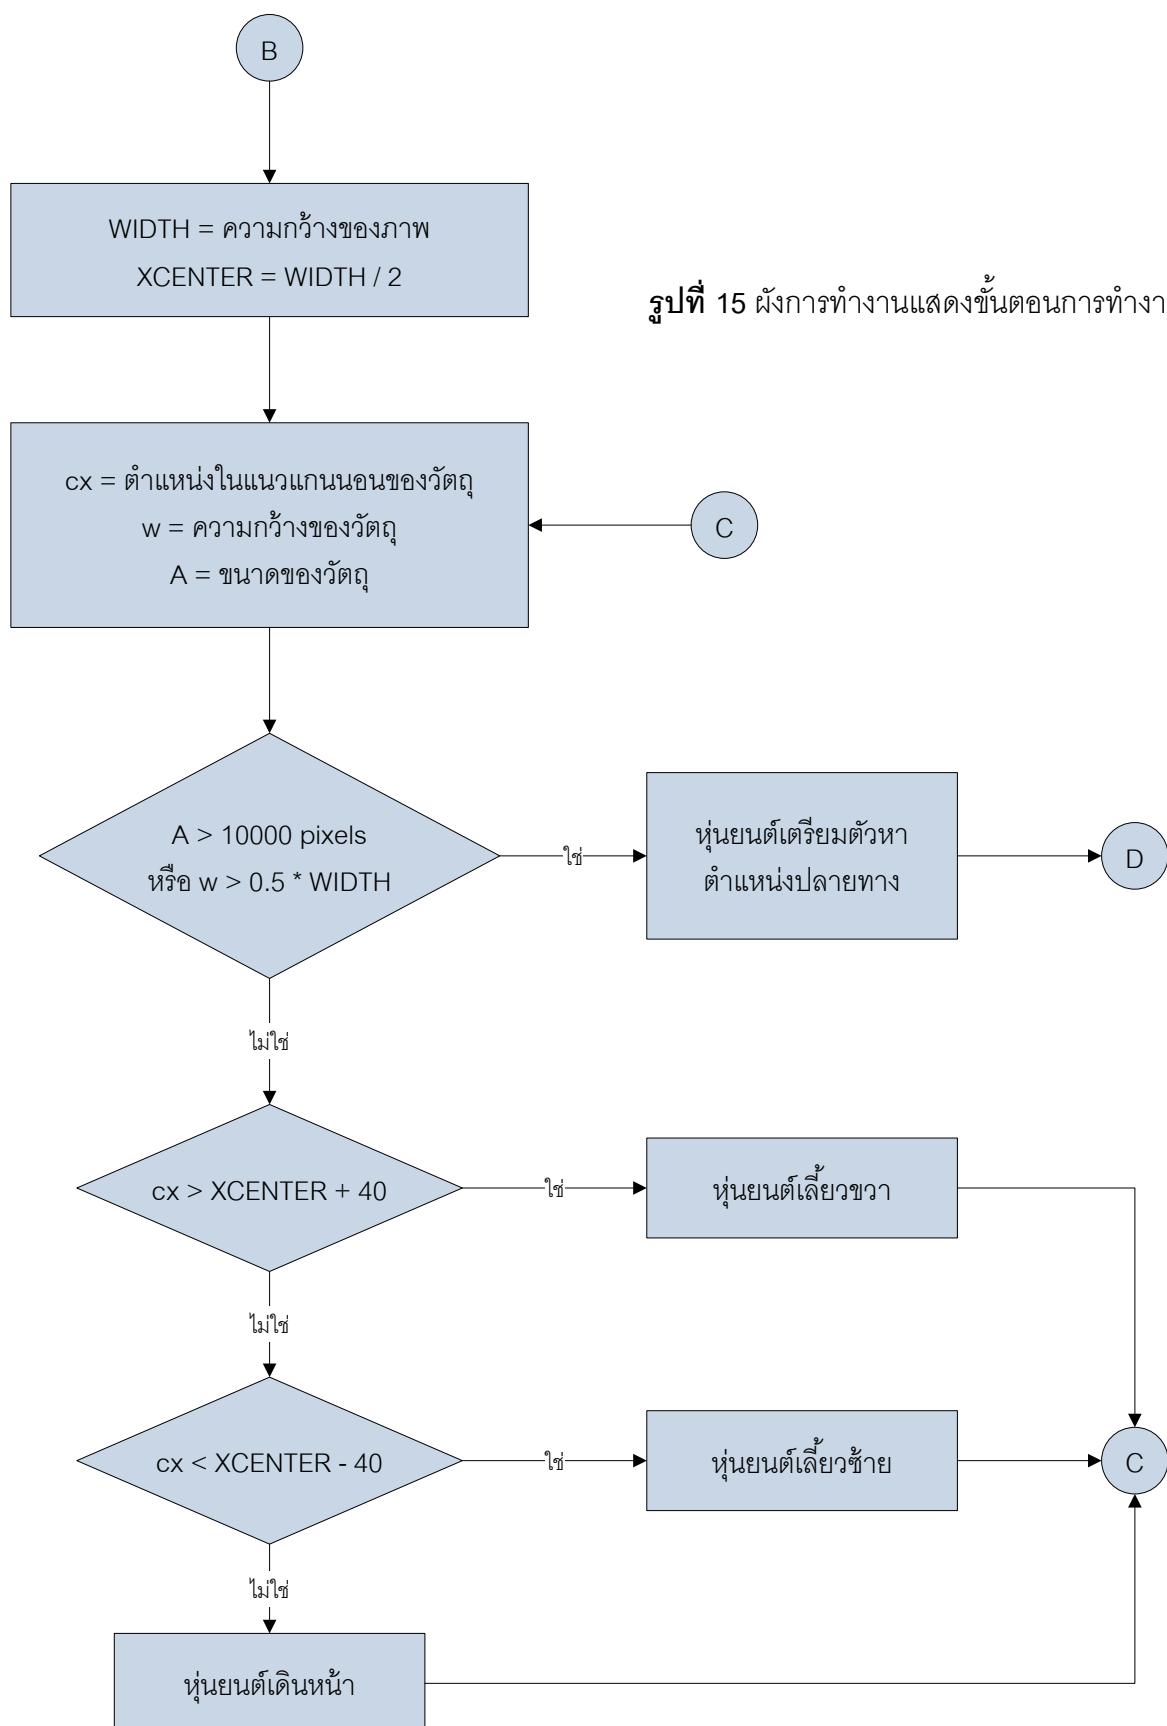 B
WIDTH = ความกว้างของภาพ
XCENTER = WIDTH / 2
รูปที่ 15 ผังการทำงานแสดงขั้นตอนการทำงา
cx = ตำแหน่งในแนวแกนนอนของวัตถุ
w = ความกว้างของวัตถุ
A = ขนาดของวัตถุ
C
A > 10000 pixels
หรือ w > 0.5 * WIDTH
ใช่
หุ่นยนต์เตรียมตัวหา
ตำแหน่งปลายทาง
D
ไม่ใช่
cx > XCENTER + 40
ใช่
หุ่นยนต์เลี้ยวขวา
ไม่ใช่
cx < XCENTER - 40
ใช่
หุ่นยนต์เลี้ยวซ้าย
C
ไม่ใช่
หุ่นยนต์เดินหน้า